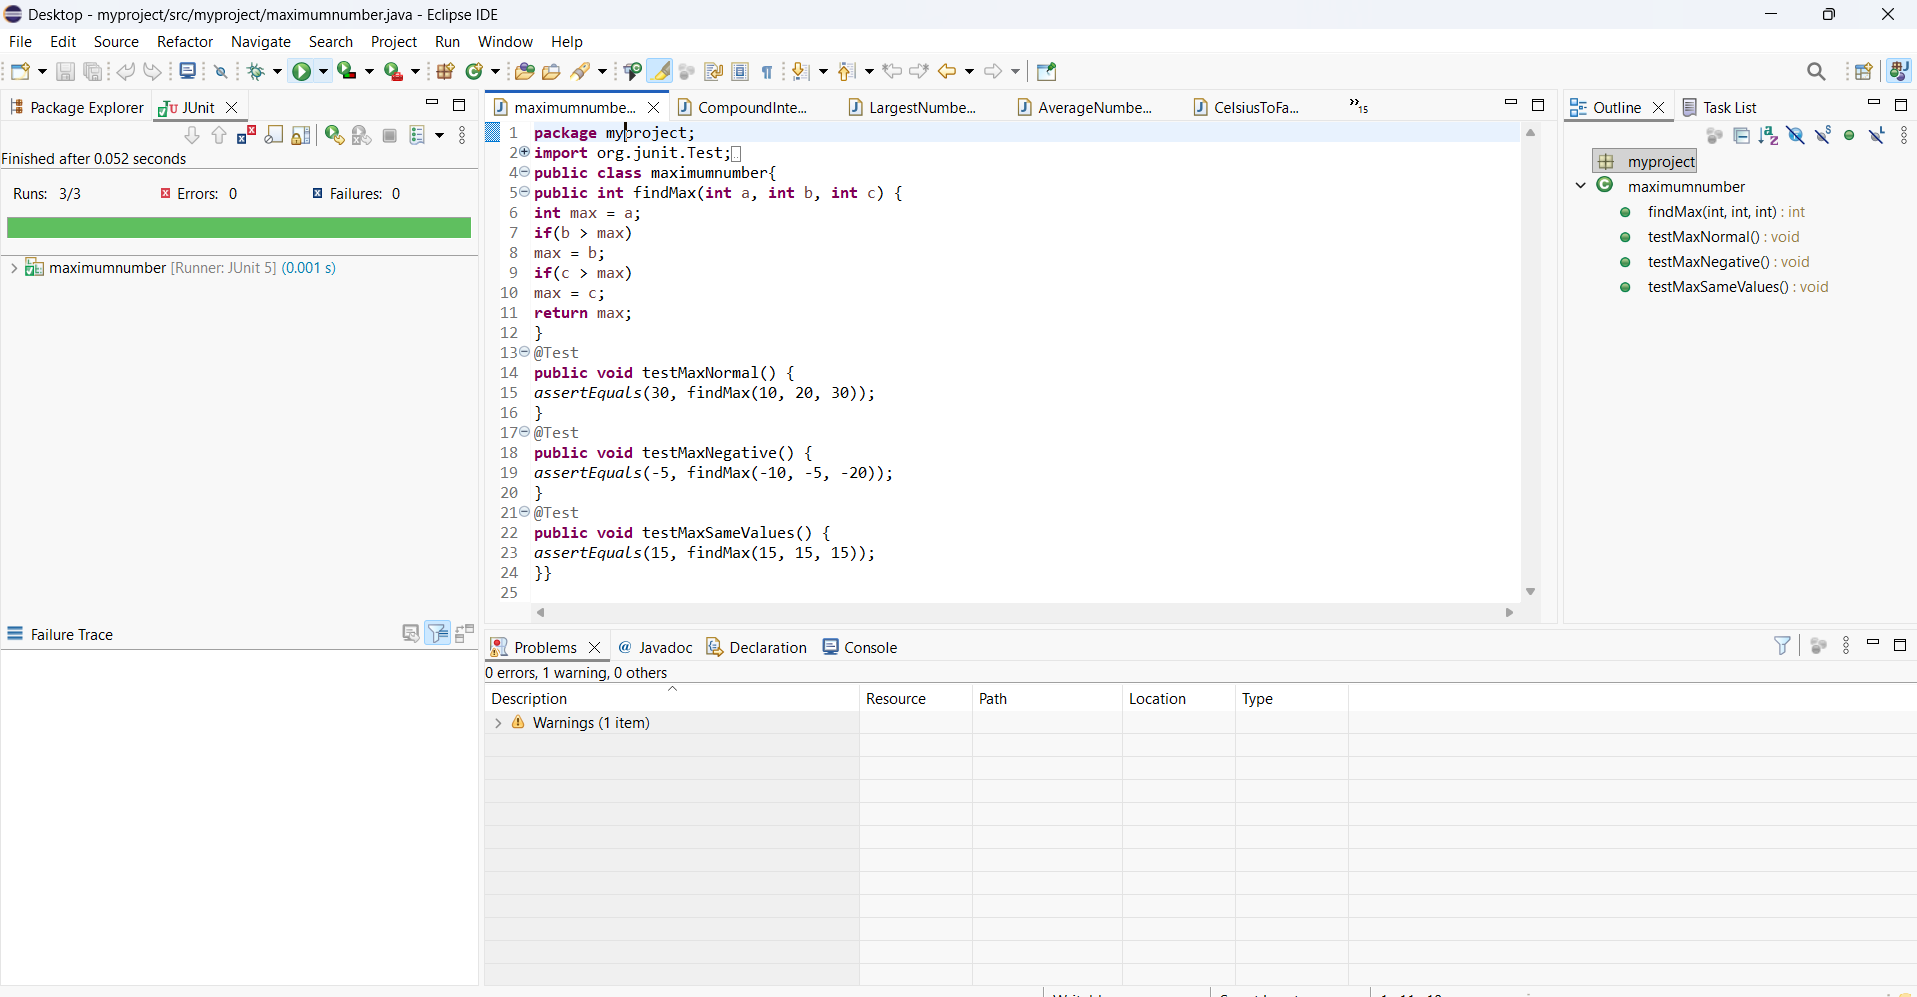 Desktop - myproject/src/myproject/maximumnumber.java - Eclipse IDE
File Edit Source Refactor Navigate Search Project Run Window Help
Package Explorer JUnit
Finished after 0.052 seconds
Runs: 3/3 Errors: 0 Failures: 0
maximumnumber [Runner: JUnit 5] (0.001 s)
Failure Trace
maximumnumbe... CompoundInte... LargestNumbe... AverageNumbe... CelsiusToFa... »15
1 package myproject;
2 import org.junit.Test;
4 public class maximumnumber{
5 public int findMax(int a, int b, int c) {
6 int max = a;
7 if(b > max)
8 max = b;
9 if(c > max)
10 max = c;
11 return max;
12 }
13 @Test
14 public void testMaxNormal() {
15 assertEquals(30, findMax(10, 20, 30));
16 }
17 @Test
18 public void testMaxNegative() {
19 assertEquals(-5, findMax(-10, -5, -20));
20 }
21 @Test
22 public void testMaxSameValues() {
23 assertEquals(15, findMax(15, 15, 15));
24 }}
25
Outline Task List
myproject
maximumnumber
findMax(int, int, int) : int
testMaxNormal() : void
testMaxNegative() : void
testMaxSameValues() : void
Problems @ Javadoc Declaration Console
0 errors, 1 warning, 0 others
Description Resource Path Location Type
Warnings (1 item)